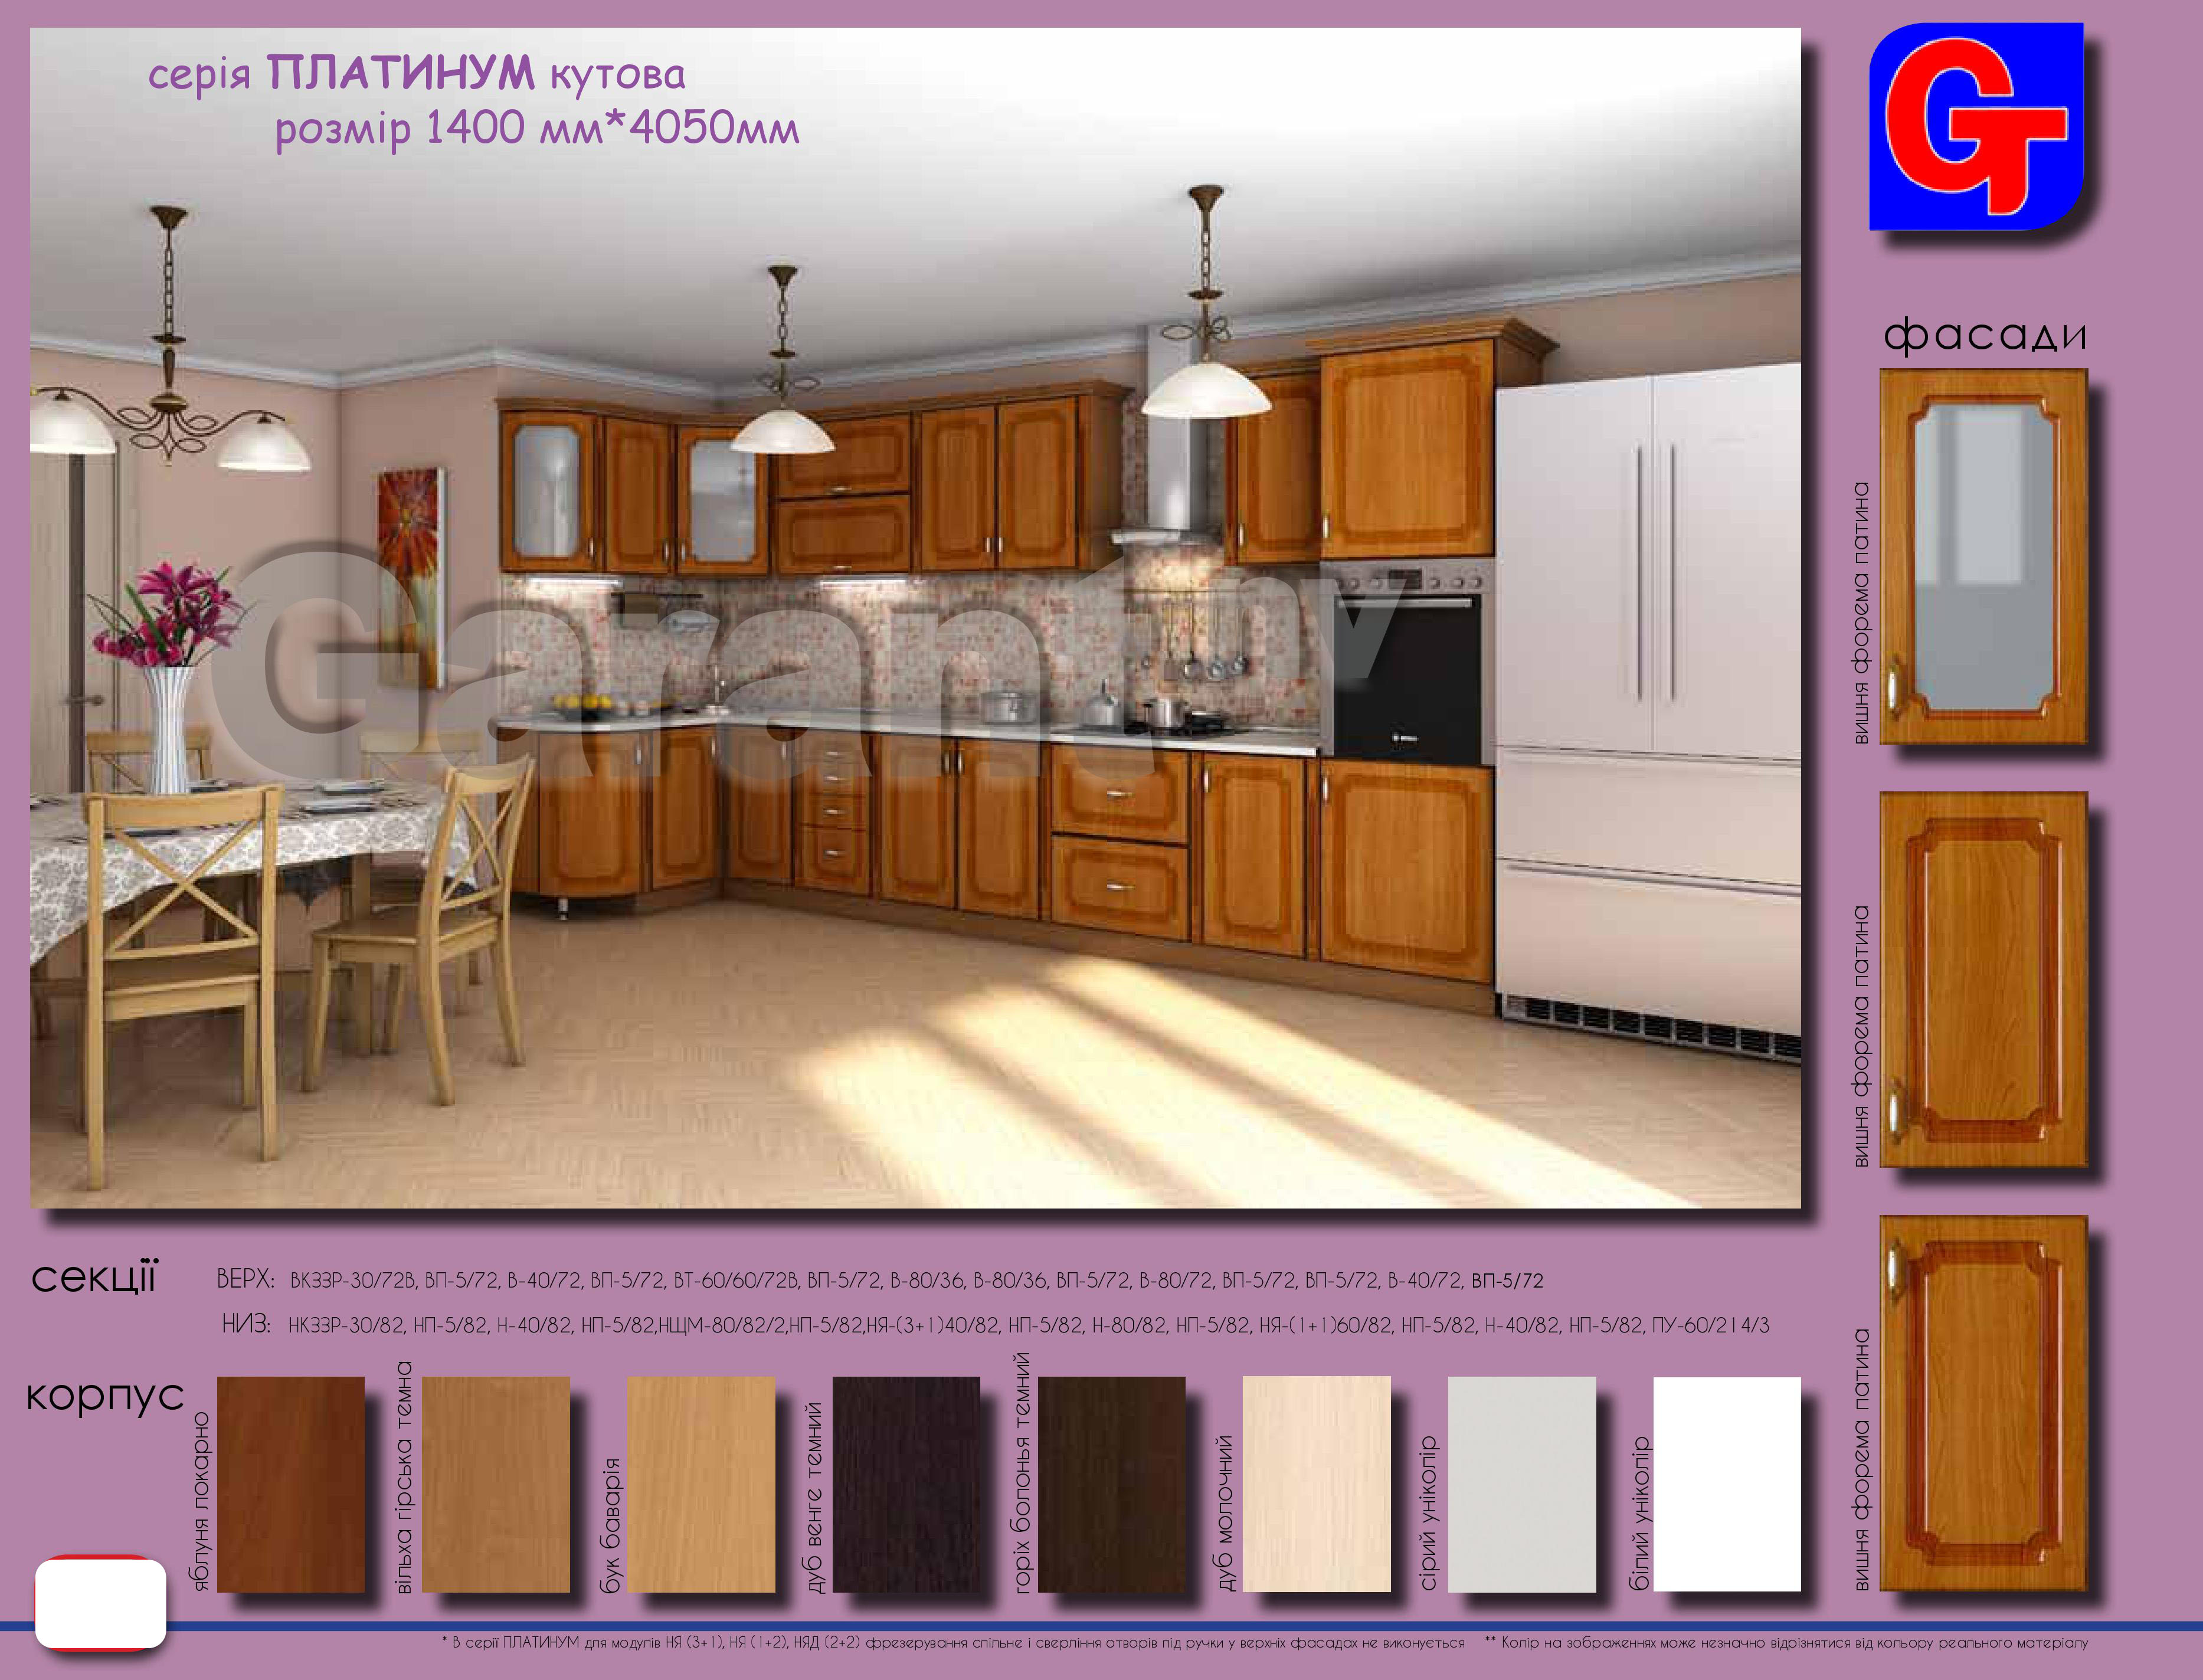 серія ПЛАТИНУМ кутова
розмір 1400 мм*4050мм
GT
фасади
вишня форема патина
вишня форема патина
вишня форема патина
Garant nv
секції
ВЕРХ: ВКЗЗР-30/72В, ВП-5/72, В-40/72, ВП-5/72, ВТ-60/60/72В, ВП-5/72, В-80/36, В-80/36, ВП-5/72, В-80/72, ВП-5/72, ВП-5/72, В-40/72, ВП-5/72
НИЗ: НКЗЗР-30/82, НП-5/82, Н-40/82, НП-5/82,НЩМ-80/82/2,НП-5/82,НЯ-(3+1)40/82, НП-5/82, Н-80/82, НП-5/82, НЯ-(1+1)60/82, НП-5/82, Н-40/82, НП-5/82, ПУ-60/214/3
корпус
яблуня локарно
вільха гірська темна
бук баварія
дуб венге темний
горіх болонья темний
дуб молочний
сірий уніколір
білий уніколір
* В серії ПЛАТИНУМ для модулів НЯ (3+1), НЯ (1+2), НЯД (2+2) фрезерування спільне і сверління отворів під ручки у верхніх фасадах не виконується ** Колір на зображеннях може незначно відрізнятися від кольору реального матеріалу